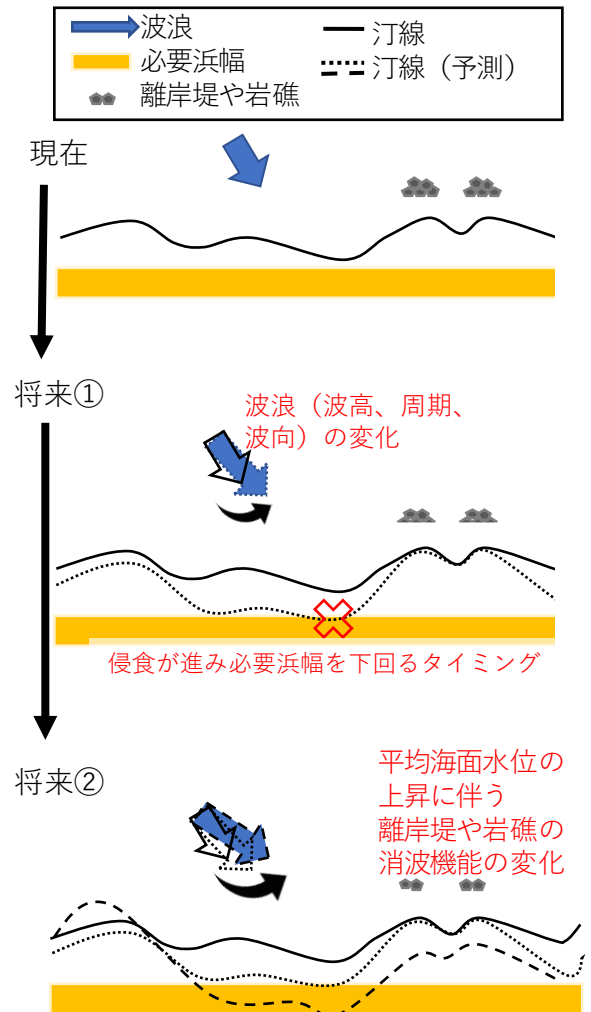 波浪
必要浜幅
離岸堤や岩礁
汀線
汀線（予測）
現在
将来①
波浪（波高、周期、
波向）の変化
侵食が進み必要浜幅を下回るタイミング
将来②
平均海面水位の
上昇に伴う
離岸堤や岩礁の
消波機能の変化